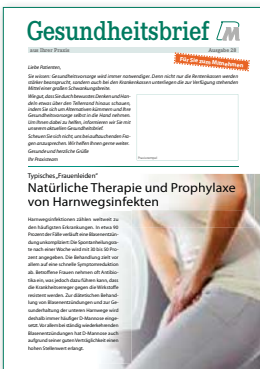 Gesundheitsbrief
aus Ihrer Praxis
Ausgabe 28
Für Sie zum Mitnehmen
Liebe Patienten,
Sie wissen: Gesundheitsvorsorge wird immer notwendiger. Denn nicht nur die Rentenkassen werden
stärker beansprucht, sondern auch bei den Krankenkassen unterliegen die zur Verfügung stehenden
Mittel einer großen Schwankungsbreite.
Wie gut, dass Sie durch bewusstes Denken und Han-
deln etwas über den Tellerrand hinaus schauen,
indem Sie sich um Alternativen kümmern und Ihre
Gesundheitsvorsorge selbst in die Hand nehmen.
Um Ihnen dabei zu helfen, informieren wir Sie mit
unserem aktuellen Gesundheitsbrief.
Scheuen Sie sich nicht, uns bei auftauchenden Fra-
gen anzusprechen. Wir helfen Ihnen gerne weiter.
Gesunde und herzliche Grüße
Ihr Praxisteam
Praxisstempel
Typisches „Frauenleiden“
Natürliche Therapie und Prophylaxe
von Harnwegsinfekten
Harnwegsinfektionen zählen weltweit zu
den häufigsten Erkrankungen. In etwa 90
Prozent der Fälle verläuft eine Blasenentzün-
dung unkompliziert: Die Spontanheilungsra-
te nach einer Woche wird mit 30 bis 50 Pro-
zent angegeben. Die Behandlung zielt vor
allem auf eine schnelle Symptomreduktion
ab. Betroffene Frauen nehmen oft Antibio-
tika ein, was jedoch dazu führen kann, dass
die Krankheitserreger gegen die Wirkstoffe
resistent werden. Zur diätetischen Behand-
lung von Blasenentzündungen und zur Ge-
sunderhaltung der unteren Harnwege wird
deshalb immer häufiger D-Mannose einge-
setzt. Vor allem bei ständig wiederkehrenden
Blasenentzündungen hat D-Mannose auch
aufgrund seiner guten Verträglichkeit einen
hohen Stellenwert erlangt.